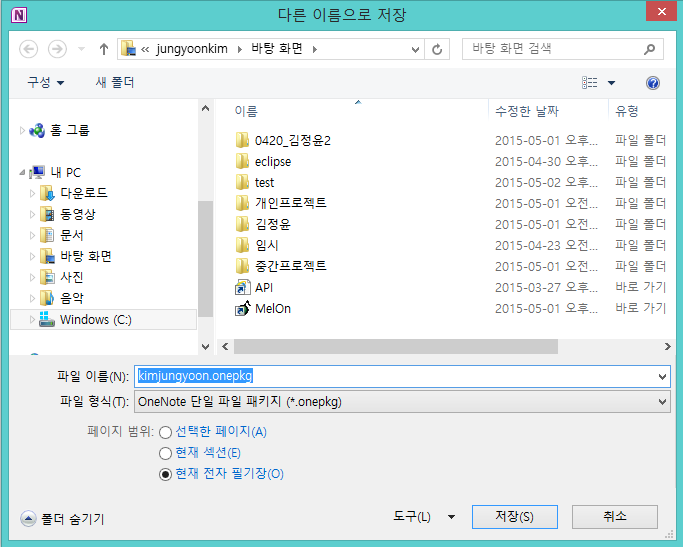 다른 이름으로 저장
« jungyoonkim 바탕 화면
바탕 화면 검색
구성
새 폴더
홈 그룹
내 PC
다운로드
동영상
문서
바탕 화면
사진
음악
Windows (C:)
이름 수정한 날짜 유형
0420_김정윤2 2015-05-01 오후... 파일 폴더
eclipse 2015-04-30 오후... 파일 폴더
test 2015-05-02 오후... 파일 폴더
개인프로젝트 2015-05-01 오전... 파일 폴더
김정윤 2015-05-01 오후... 파일 폴더
임시 2015-04-23 오전... 파일 폴더
중간프로젝트 2015-05-01 오전... 파일 폴더
API 2015-03-27 오후... 바로 가기
MelOn 2015-05-01 오후... 바로 가기
파일 이름(N): kimjungyoon.onepkg
파일 형식(T): OneNote 단일 파일 패키지 (*.onepkg)
페이지 범위: 선택한 페이지(A)
현재 섹션(E)
현재 전자 필기장(O)
폴더 숨기기
도구(L)
저장(S)
취소